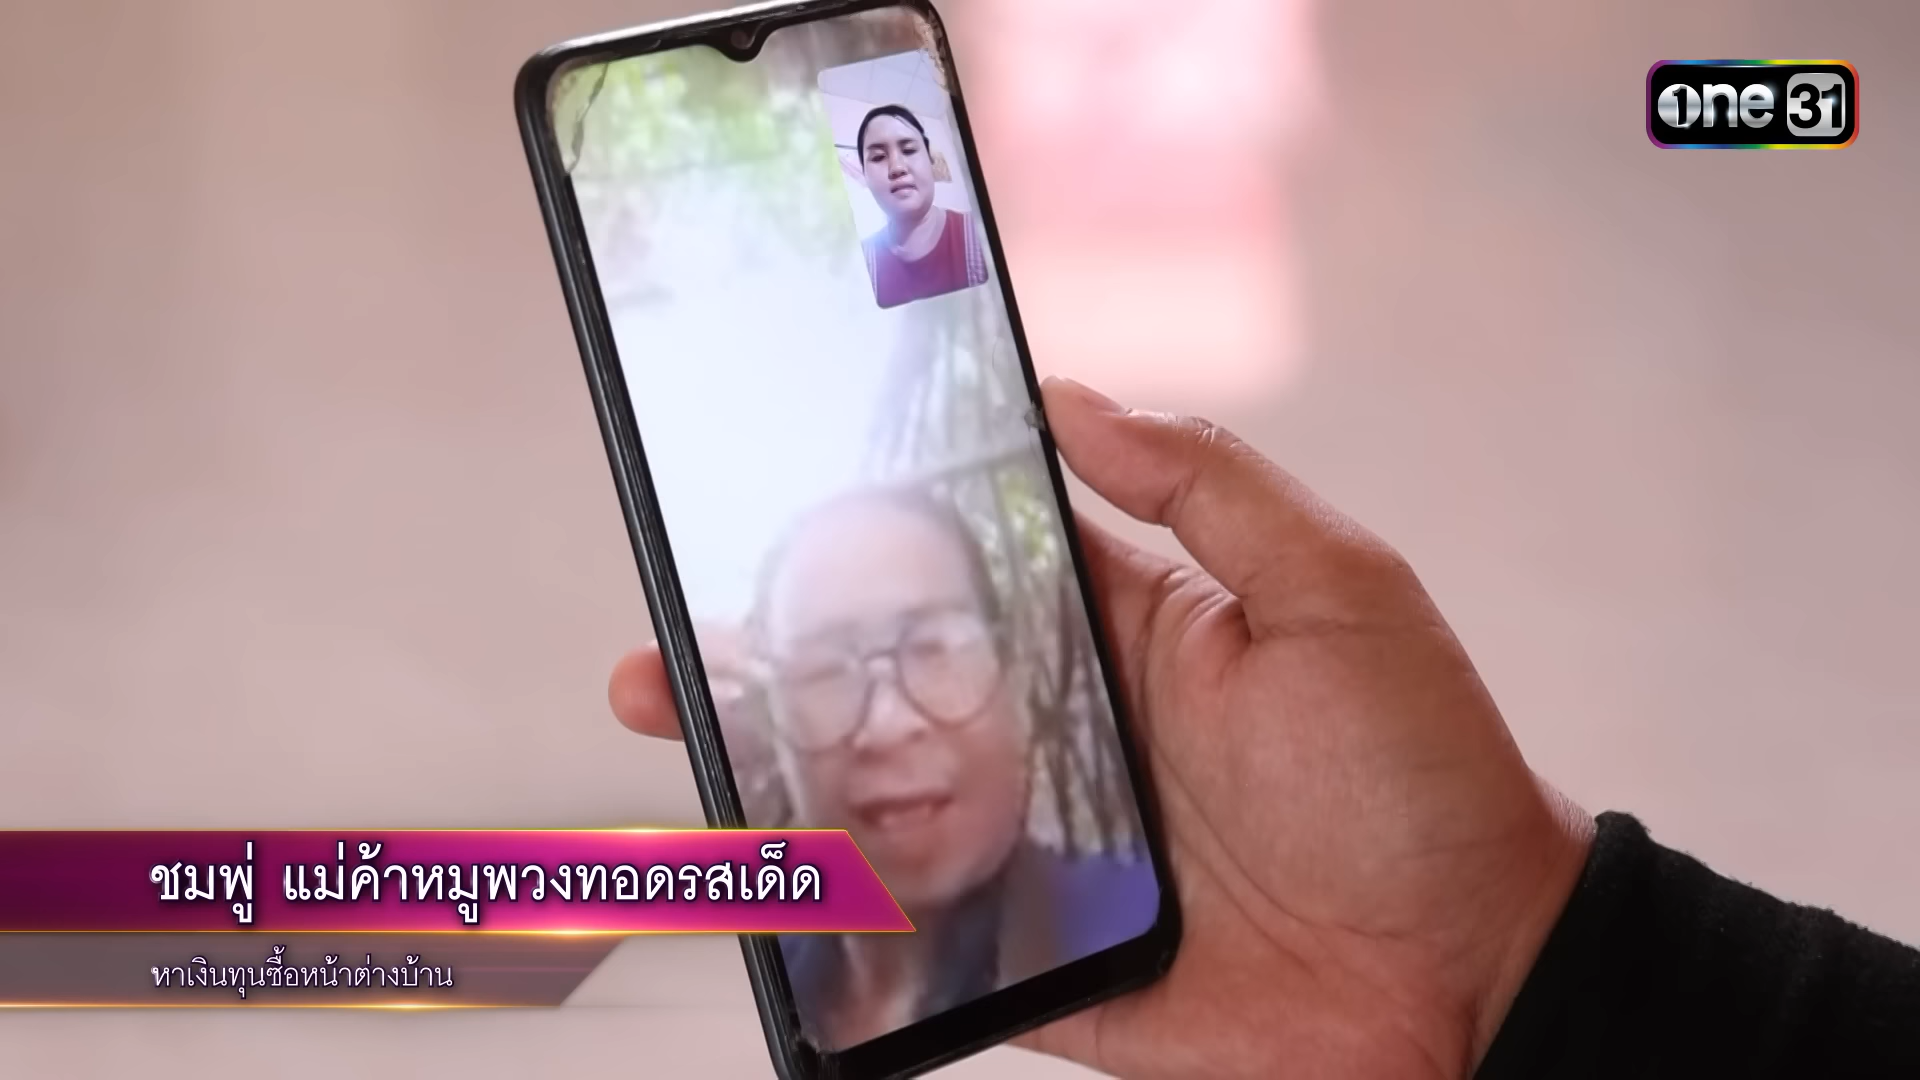 one 31
ชมพู่ แม่ค้าหมูพวงทอดรสเด็ด
หาเงินทุนซื้อหน้าต่างบ้าน